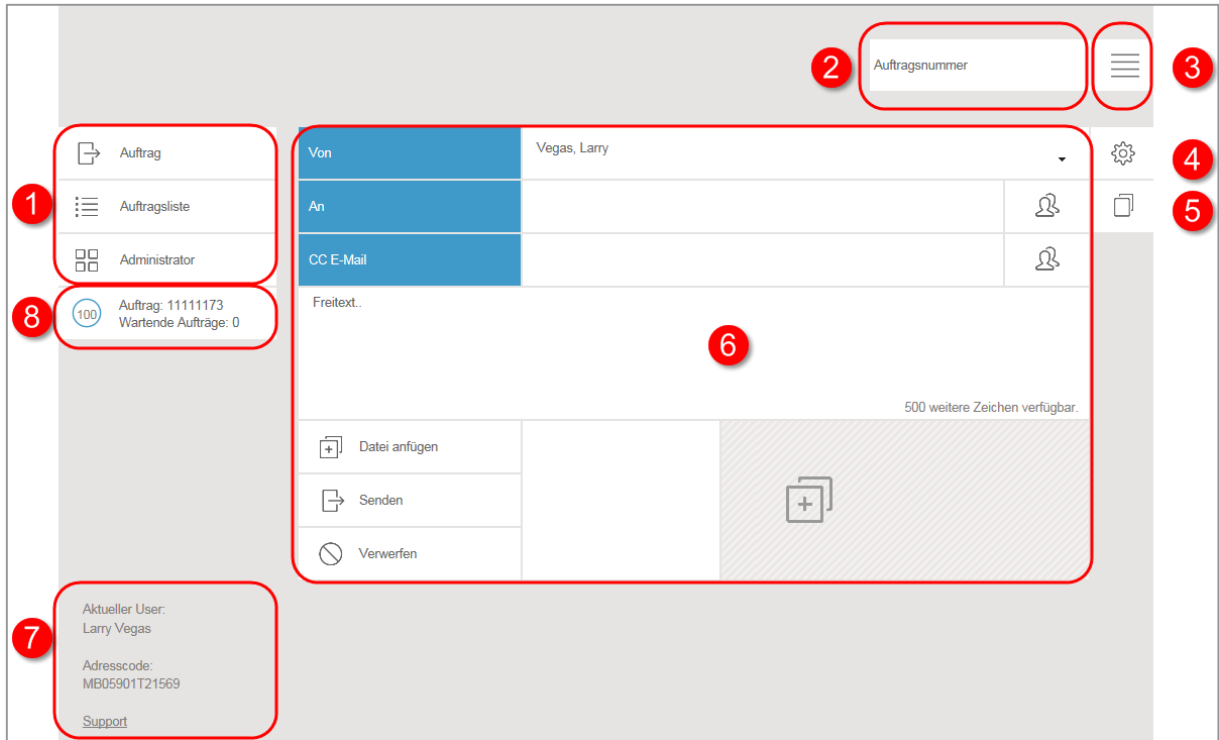 2
Auftragsnummer
3
1
Auftrag
Auftragsliste
Administrator
8
100
Auftrag: 11111173
Wartende Aufträge: 0
Von
Vegas, Larry
An
CC E-Mail
4
5
Freitext..
6
500 weitere Zeichen verfügbar.
Datei anfügen
Senden
Verwerfen
7
Aktueller User:
Larry Vegas
Adresscode:
MB05901T21569
Support